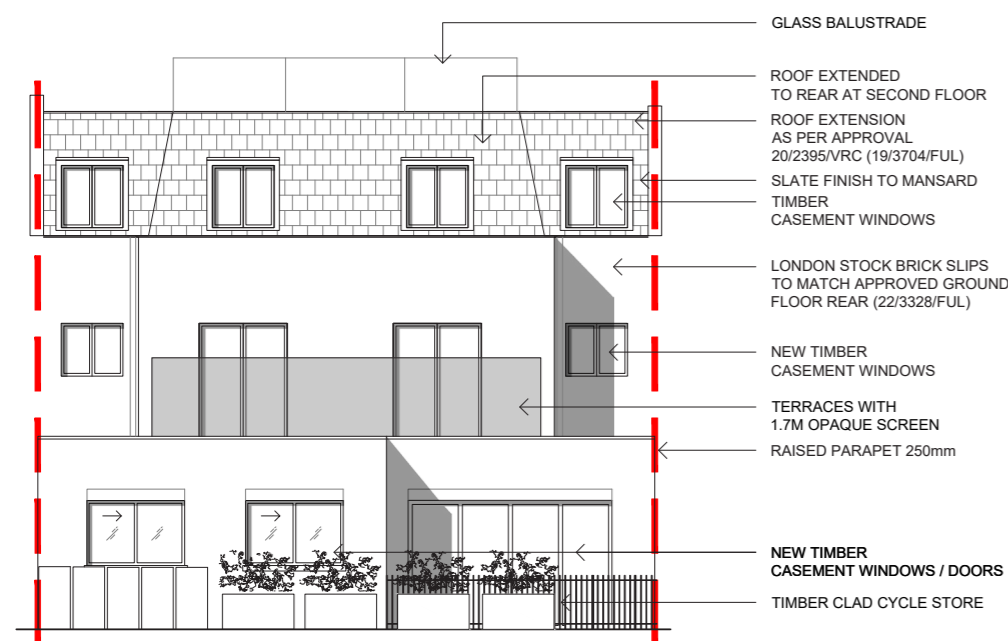 GLASS BALUSTRADE
ROOF EXTENDED
TO REAR AT SECOND FLOOR
ROOF EXTENSION
AS PER APPROVAL
20/2395/VRC (19/3704/FUL)
SLATE FINISH TO MANSARD
TIMBER
CASEMENT WINDOWS
LONDON STOCK BRICK SLIPS
TO MATCH APPROVED GROUND
FLOOR REAR (22/3328/FUL)
NEW TIMBER
CASEMENT WINDOWS
TERRACES WITH
1.7M OPAQUE SCREEN
RAISED PARAPET 250mm
NEW TIMBER
CASEMENT WINDOWS / DOORS
TIMBER CLAD CYCLE STORE